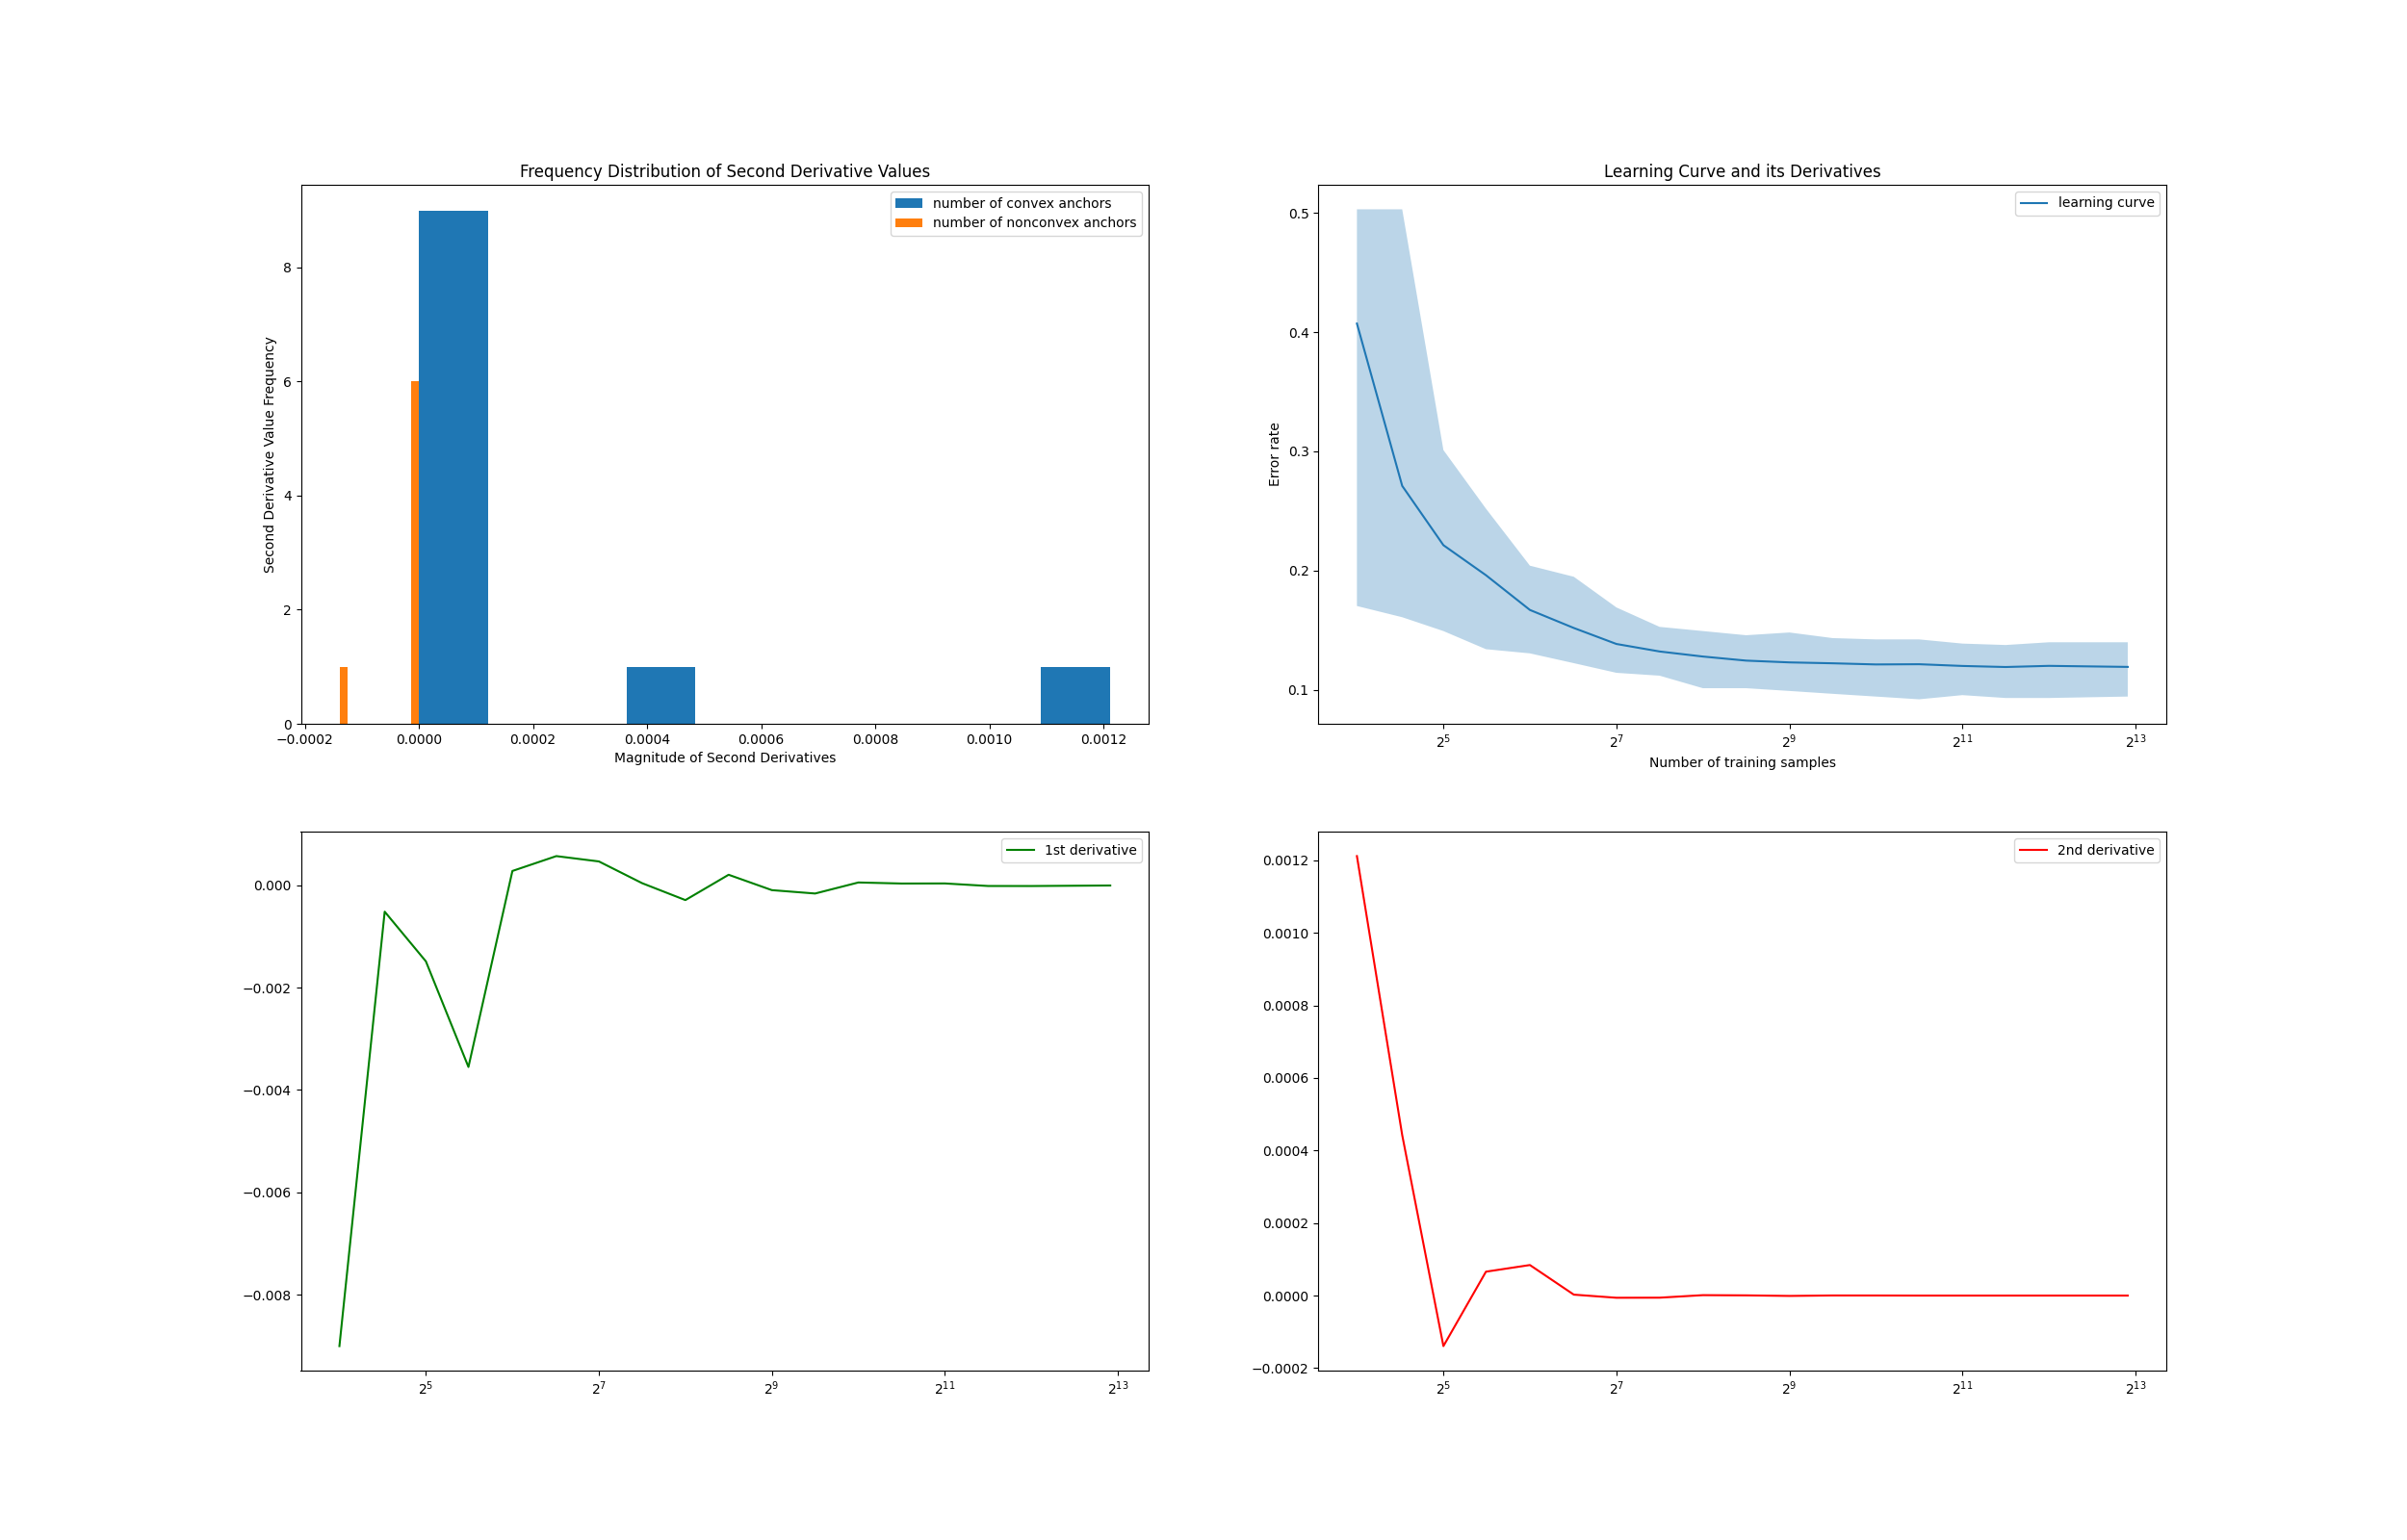 Frequency Distribution of Second Derivative Values
number of convex anchors
number of nonconvex anchors
Second Derivative Value Frequency
8
6
4
2
0
−0.0002 0.0000 0.0002 0.0004 0.0006 0.0008 0.0010 0.0012
Magnitude of Second Derivatives
Learning Curve and its Derivatives
learning curve
Error rate
0.5
0.4
0.3
0.2
0.1
2^5 2^7 2^9 2^11 2^13
Number of training samples
1st derivative
0.000
−0.002
−0.004
−0.006
−0.008
2^5 2^7 2^9 2^11 2^13
2nd derivative
0.0012
0.0010
0.0008
0.0006
0.0004
0.0002
0.0000
−0.0002
2^5 2^7 2^9 2^11 2^13